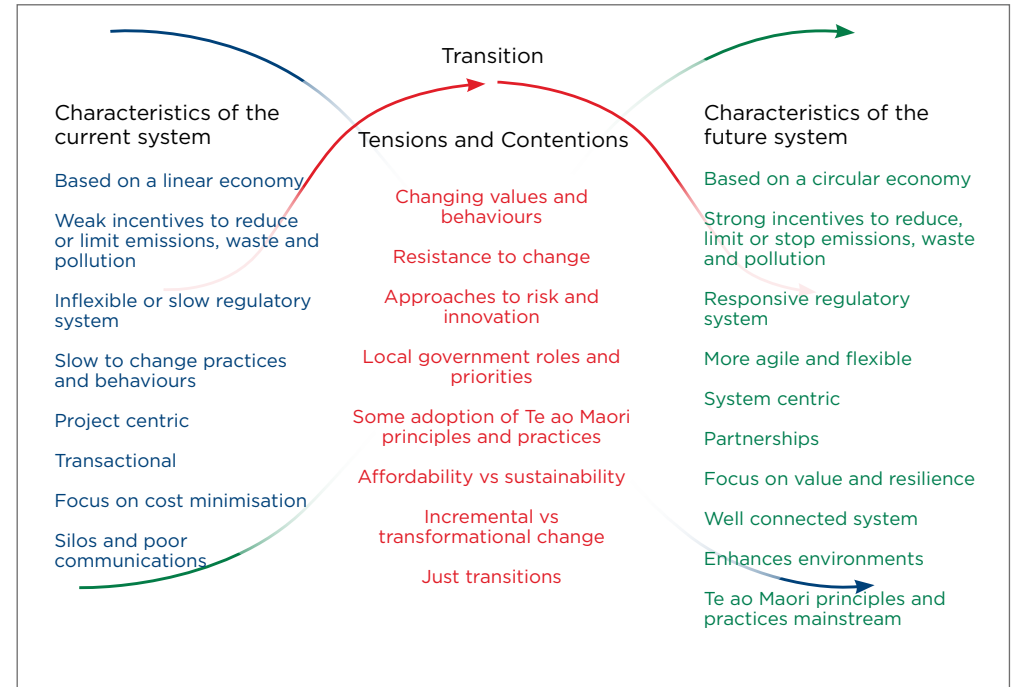 Transition
Characteristics of the
current system
Based on a linear economy
Weak incentives to reduce
or limit emissions, waste and
pollution
Inflexible or slow regulatory
system
Slow to change practices
and behaviours
Project centric
Transactional
Focus on cost minimisation
Silos and poor
communications
Tensions and Contentions
Changing values and
behaviours
Resistance to change
Approaches to risk and
innovation
Local government roles and
priorities
Some adoption of Te ao Maori
principles and practices
Affordability vs sustainability
Incremental vs
transformational change
Just transitions
Characteristics of the
future system
Based on a circular economy
Strong incentives to reduce,
limit or stop emissions, waste
and pollution
Responsive regulatory
system
More agile and flexible
System centric
Partnerships
Focus on value and resilience
Well connected system
Enhances environments
Te ao Maori principles and
practices mainstream